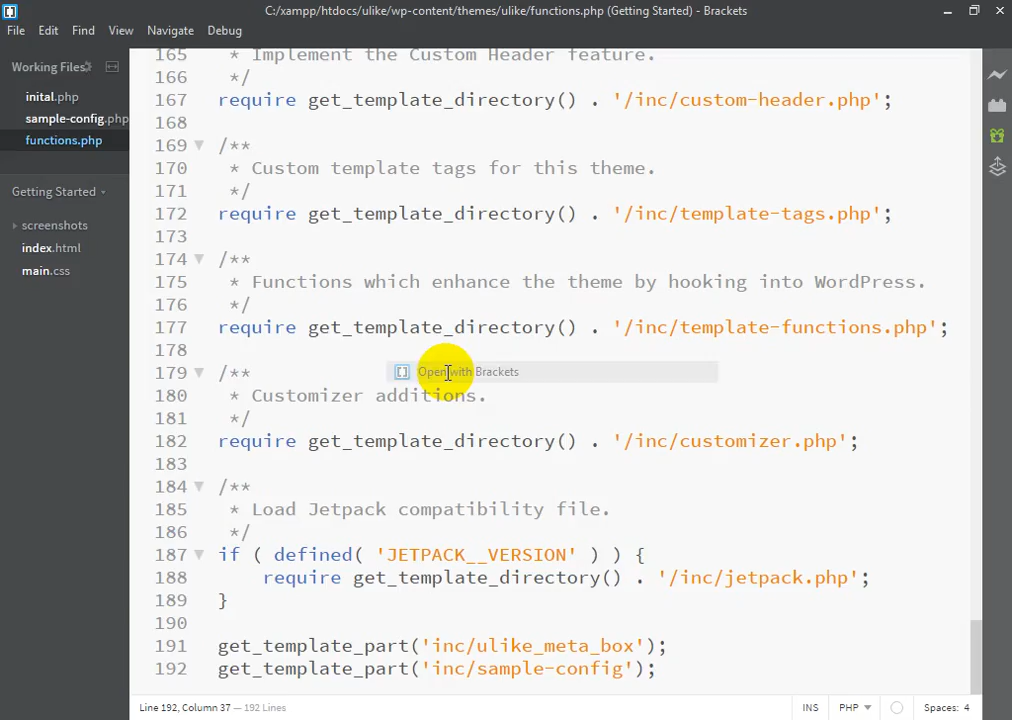 C:/xampp/htdocs/ulike/wp-content/themes/ulike/functions.php (Getting Started) - Brackets
File Edit Find View Navigate Debug
Working Files
inital.php
sample-config.php
functions.php
Getting Started
screenshots
index.html
main.css
165 * Implement the Custom Header feature.
166 */
167 require get_template_directory() . '/inc/custom-header.php';
168
169 /**
170 * Custom template tags for this theme.
171 */
172 require get_template_directory() . '/inc/template-tags.php';
173
174 /**
175 * Functions which enhance the theme by hooking into WordPress.
176 */
177 require get_template_directory() . '/inc/template-functions.php';
178
Open with Brackets
179 /**
180 * Customizer additions.
181 */
182 require get_template_directory() . '/inc/customizer.php';
183
184 /**
185 * Load Jetpack compatibility file.
186 */
187 if ( defined( 'JETPACK__VERSION' ) ) {
188 require get_template_directory() . '/inc/jetpack.php';
189 }
190
191 get_template_part('inc/ulike_meta_box');
192 get_template_part('inc/sample-config');
Line 192, Column 37 — 192 Lines
INS PHP Spaces: 4